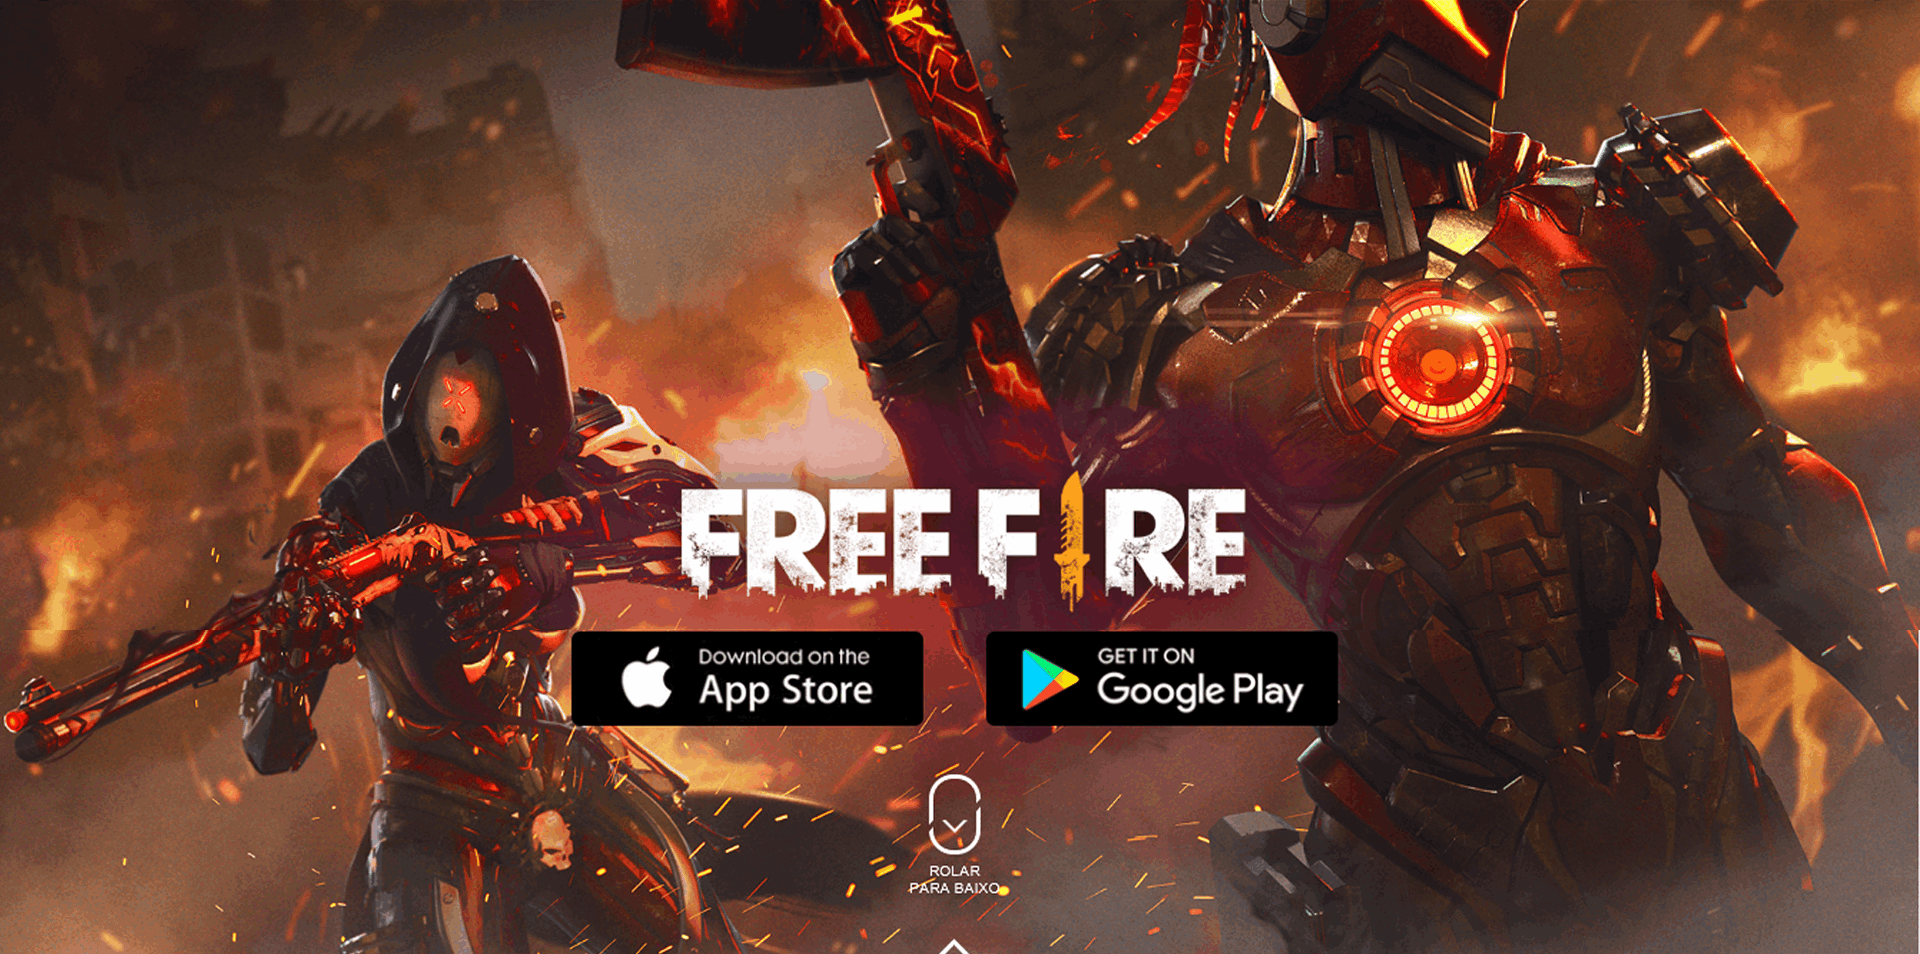 FREE FIRE
Download on the
App Store
GET IT ON
Google Play
ROLAR
PARA BAIXO